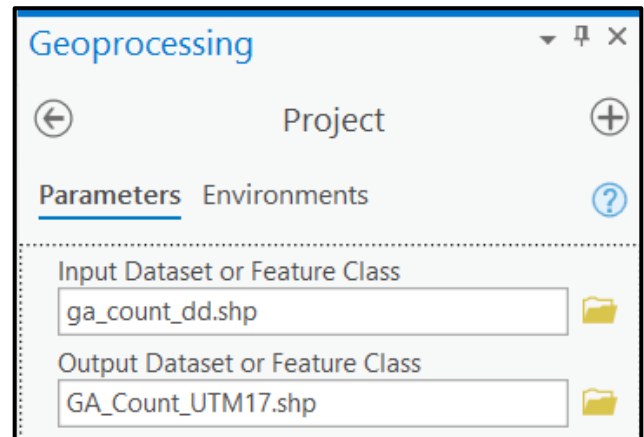 Geoprocessing
Project
Parameters Environments
Input Dataset or Feature Class
ga_count_dd.shp
Output Dataset or Feature Class
GA_Count_UTM17.shp